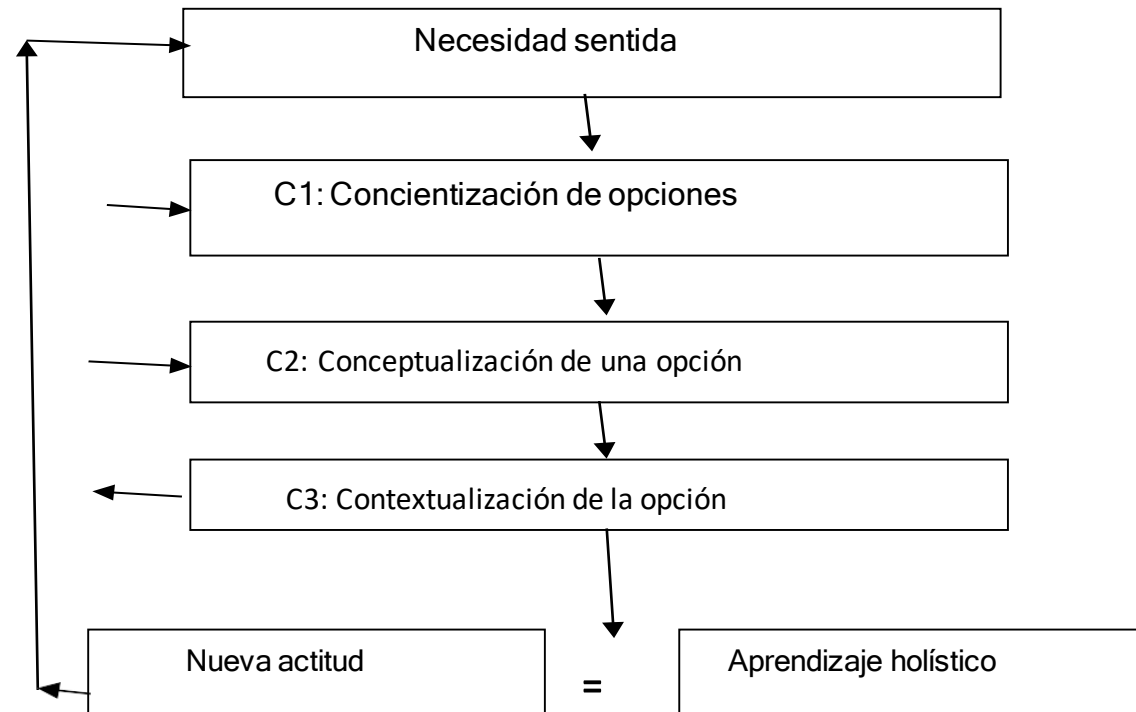 Necesidad sentida
C1: Concientización de opciones
C2: Conceptualización de una opción
C3: Contextualización de la opción
Nueva actitud = Aprendizaje holístico